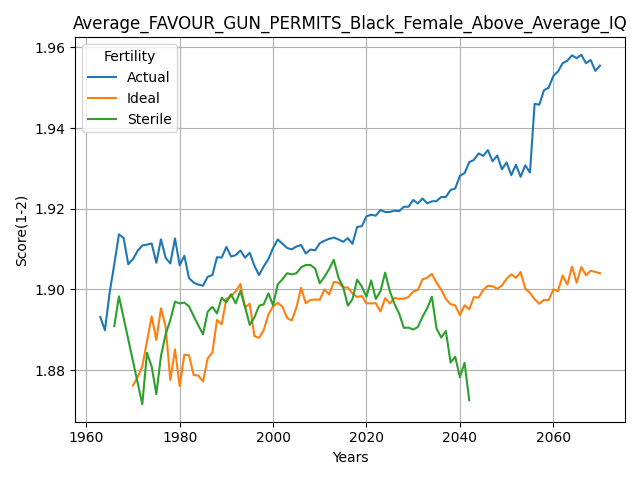 Average_FAVOUR_GUN_PERMITS_Black_Female_Above_Average_IQ
Fertility
Actual
Ideal
Sterile
Score(1-2)
1.96
1.94
1.92
1.90
1.88
1960
1980
2000
2020
2040
2060
Years